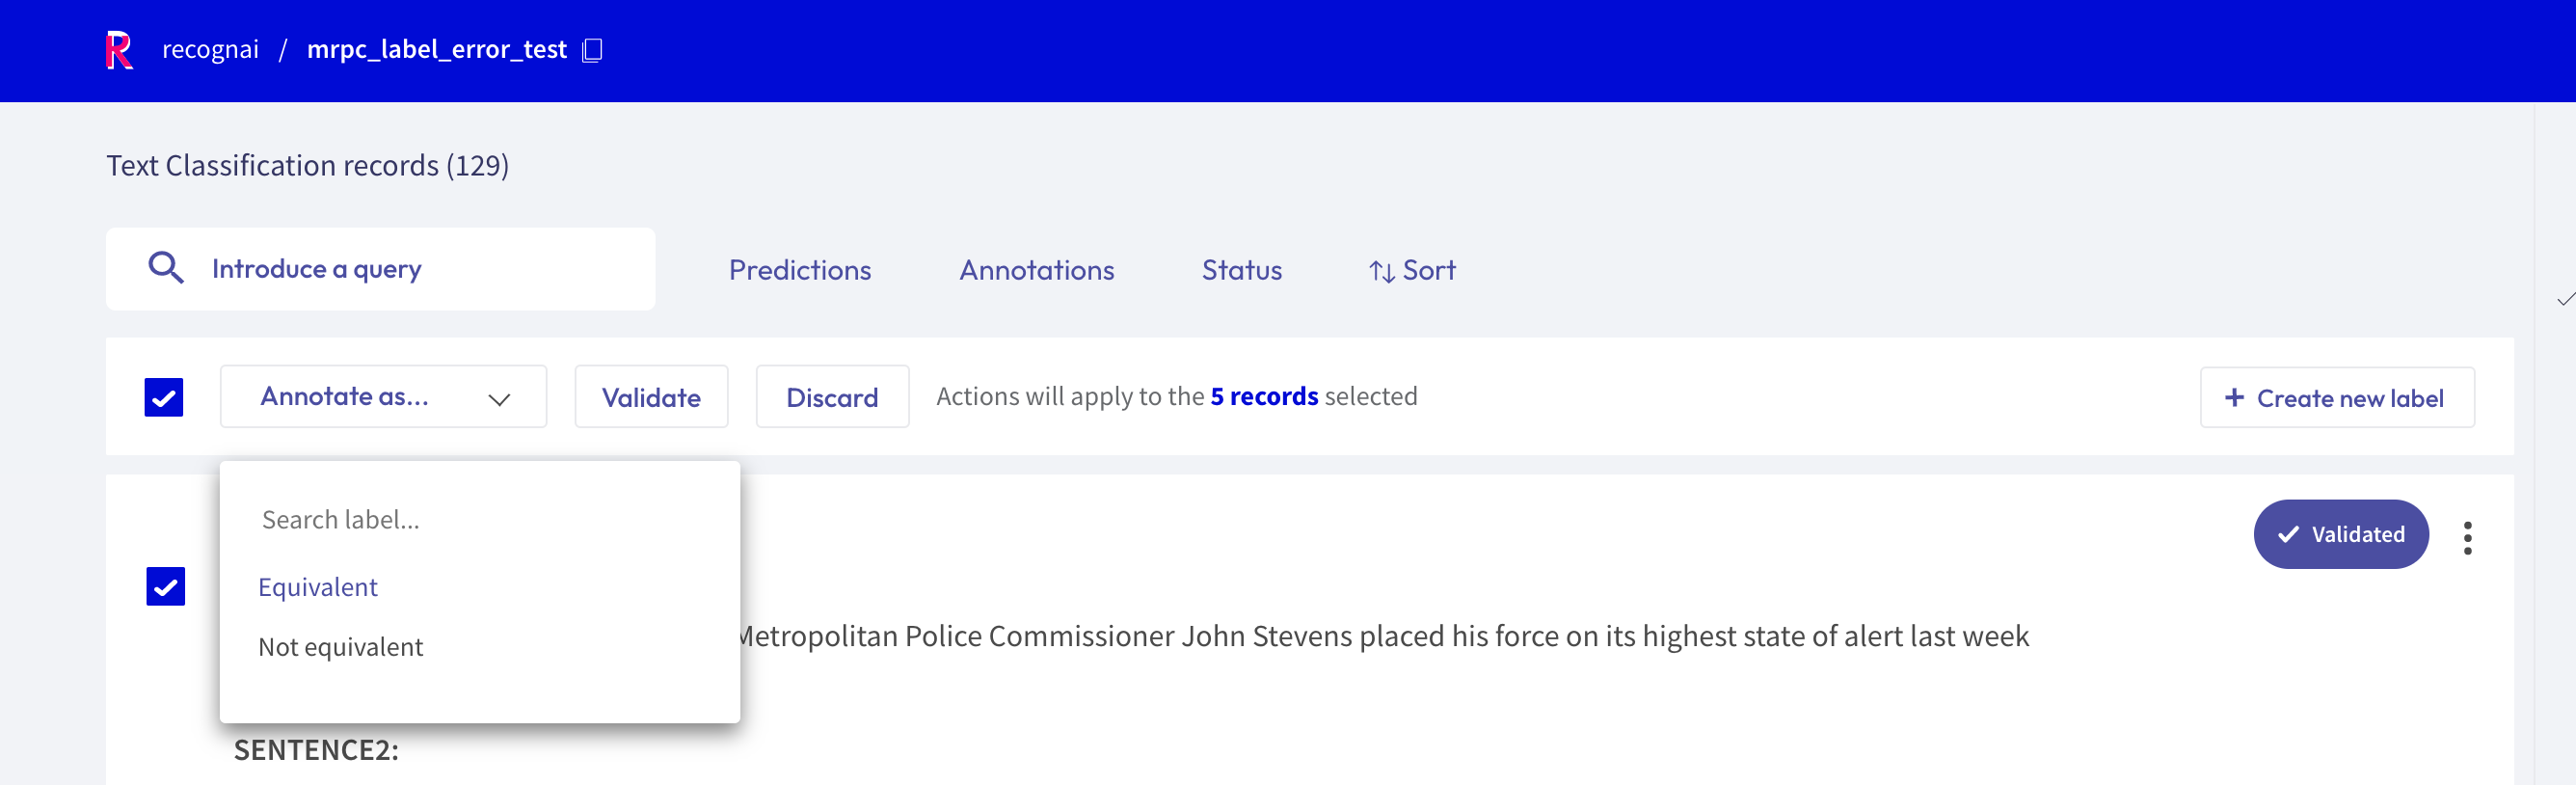 recognai / mrpc_label_error_test
Text Classification records (129)
Introduce a query
Predictions
Annotations
Status
Sort
Annotate as...
Validate
Discard
Actions will apply to the 5 records selected
+ Create new label
Search label...
Equivalent
Not equivalent
Validated
Metropolitan Police Commissioner John Stevens placed his force on its highest state of alert last week
SENTENCE2: